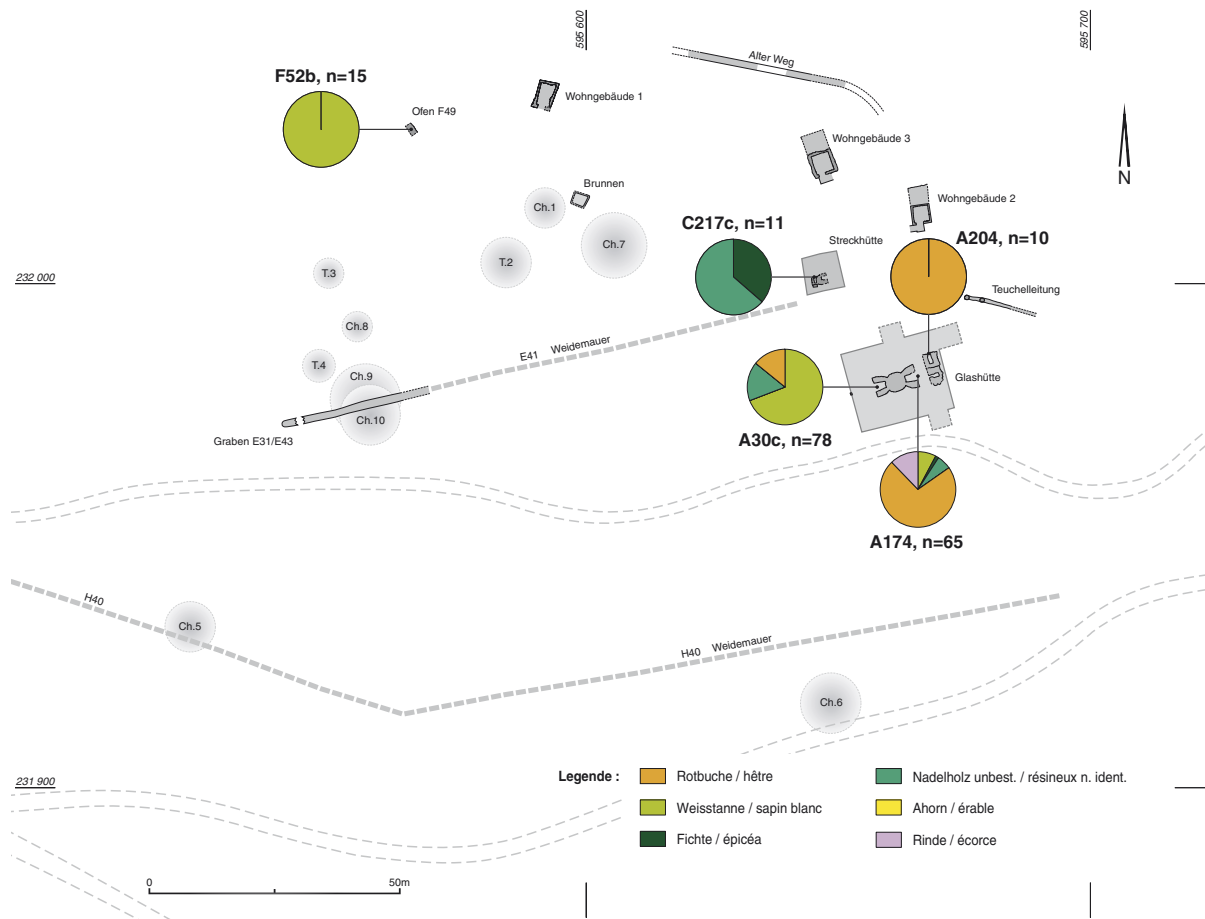 595 600
595 700
Alter Weg
F52b, n=15
Ofen F49
Wohngebäude 1
Wohngebäude 3
N
Brunnen
Wohngebäude 2
Ch.1
C217c, n=11
A204, n=10
Ch.7
Streckhütte
T.2
T.3
232 000
Teuchelleitung
Ch.8
E41 Weidemauer
T.4
Ch.9
Glashütte
Ch.10
Graben E31/E43
A30c, n=78
A174, n=65
H40
Ch.5
H40 Weidemauer
Ch.6
231 900
Legende :
Rotbuche / hêtre
Nadelholz unbest. / résineux n. ident.
Weisstanne / sapin blanc
Ahorn / érable
Fichte / épicéa
Rinde / écorce
0
50m